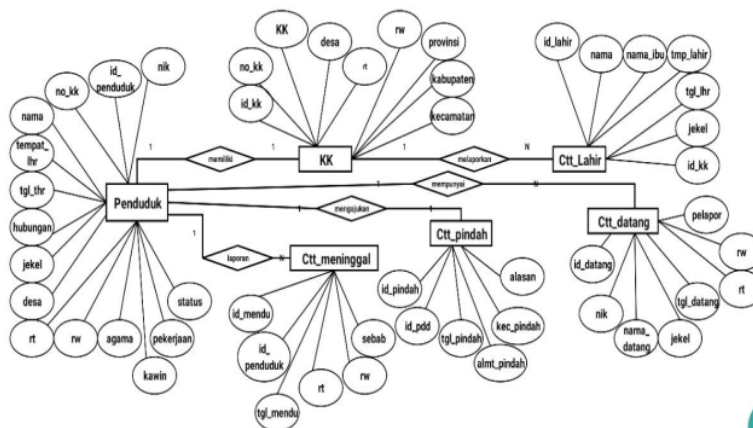 KK
desa
rw
provinsi
no_kk
rt
kabupaten
id_kk
kecamatan
id_lahir
nama
nama_ibu
tmp_lahir
tgl_lhr
jekel
id_kk
no_kk
id_
penduduk
nik
nama
tempat_
lhr
tgl_thr
hubungan
jekel
desa
rt
rw
agama
kawin
pekerjaan
status
Penduduk
1
memiliki
1
KK
1
melaporkan
N
Ctt_Lahir
1
mempunyai
N
Ctt_datang
1
mengajukan
1
Ctt_pindah
1
laporan
N
Ctt_meninggal
id_mendu
id_
penduduk
tgl_mendu
rt
rw
sebab
id_pindah
id_pdd
tgl_pindah
almt_pindah
kec_pindah
alasan
id_datang
nik
nama_
datang
jekel
tgl_datang
rt
rw
pelapor